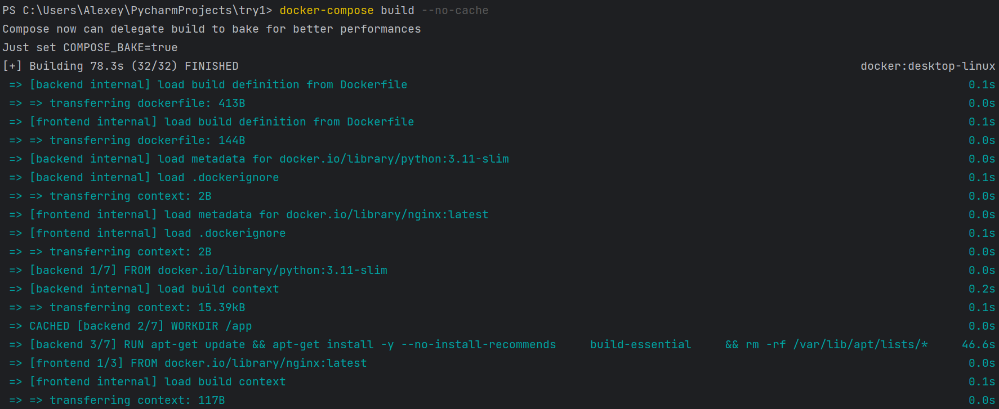 PS C:\Users\Alexey\PycharmProjects\try1> docker-compose build --no-cache
Compose now can delegate build to bake for better performances
Just set COMPOSE_BAKE=true
[+] Building 78.3s (32/32) FINISHED docker:desktop-linux
=> [backend internal] load build definition from Dockerfile 0.1s
=> => transferring dockerfile: 413B 0.0s
=> [frontend internal] load build definition from Dockerfile 0.1s
=> => transferring dockerfile: 144B 0.0s
=> [backend internal] load metadata for docker.io/library/python:3.11-slim 0.0s
=> [backend internal] load .dockerignore 0.1s
=> => transferring context: 2B 0.0s
=> [frontend internal] load metadata for docker.io/library/nginx:latest 0.0s
=> [frontend internal] load .dockerignore 0.1s
=> => transferring context: 2B 0.0s
=> [backend 1/7] FROM docker.io/library/python:3.11-slim 0.0s
=> [backend internal] load build context 0.2s
=> => transferring context: 15.39kB 0.1s
=> CACHED [backend 2/7] WORKDIR /app 0.0s
=> [backend 3/7] RUN apt-get update && apt-get install -y --no-install-recommends     build-essential     && rm -rf /var/lib/apt/lists/* 46.6s
=> [frontend 1/3] FROM docker.io/library/nginx:latest 0.0s
=> [frontend internal] load build context 0.1s
=> => transferring context: 117B 0.0s